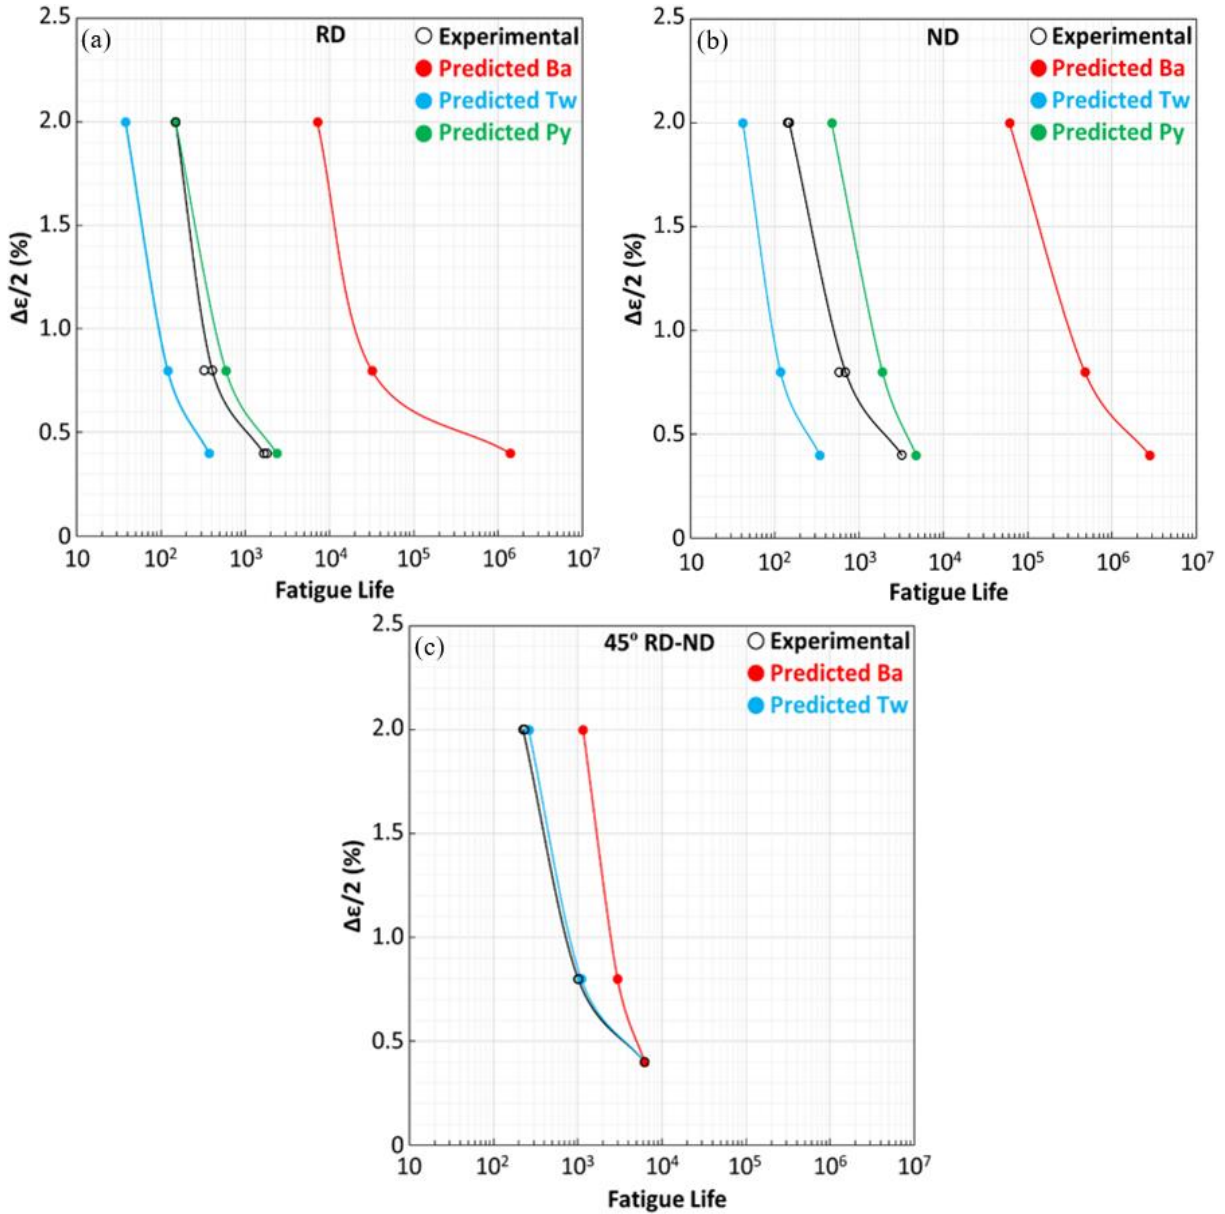 (a)
RD
Experimental
Predicted Ba
Predicted Tw
Predicted Py
2.5
2.0
1.5
1.0
0.5
0
Δε/2 (%)
10 10² 10³ 10⁴ 10⁵ 10⁶ 10⁷
Fatigue Life
(b)
ND
Experimental
Predicted Ba
Predicted Tw
Predicted Py
2.5
2.0
1.5
1.0
0.5
0
Δε/2 (%)
10 10² 10³ 10⁴ 10⁵ 10⁶ 10⁷
Fatigue Life
(c)
45° RD-ND
Experimental
Predicted Ba
Predicted Tw
2.5
2.0
1.5
1.0
0.5
0
Δε/2 (%)
10 10² 10³ 10⁴ 10⁵ 10⁶ 10⁷
Fatigue Life